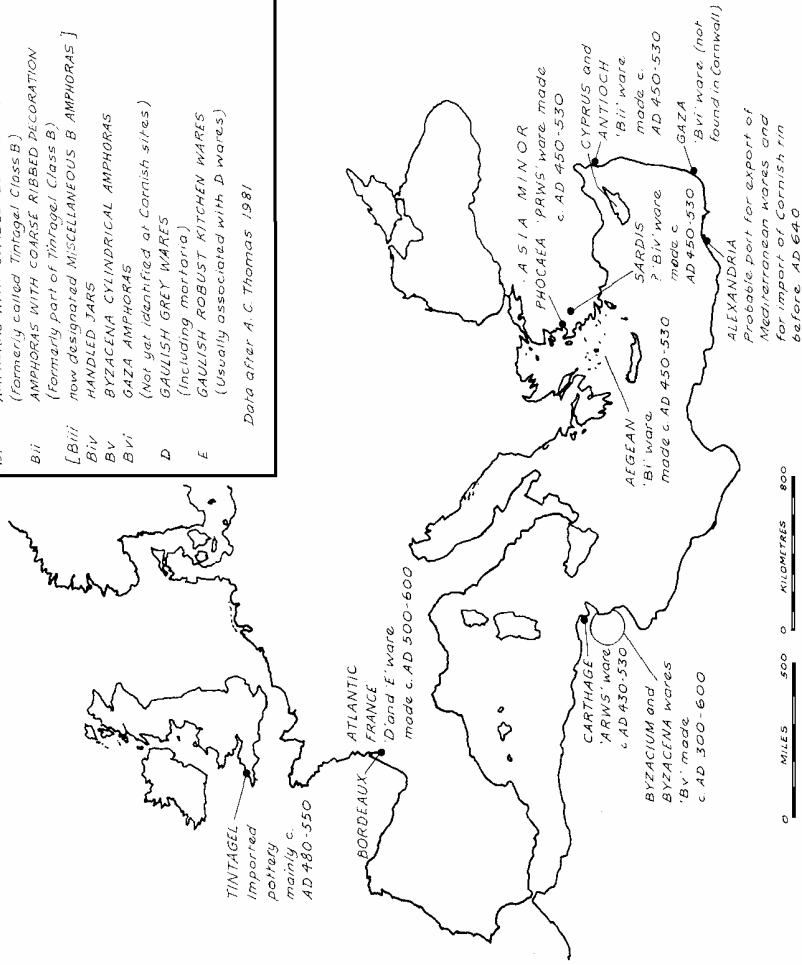 (Formerly called Tintagel Class B)
Bii AMPHORAS WITH COARSE RIBBED DECORATION
(Formerly part of Tintagel Class B)
[Biii now designated MISCELLANEOUS B AMPHORAS]
Biv HANDLED JARS
Bv BYZACENA CYLINDRICAL AMPHORAS
Bvi GAZA AMPHORAS
(Not yet identified at Cornish sites)
D GAULISH GREY WARES
(Including mortaria)
E GAULISH ROBUST KITCHEN WARES
(Usually associated with D wares)
Data after A. C. Thomas 1981
TINTAGEL
Imported
pottery
mainly c.
AD 480-550
BORDEAUX
ATLANTIC
FRANCE
'D' and 'E' ware
made c. AD 500-600
CARTHAGE
'ARWS' ware
c AD 430-530
BYZACIUM and
BYZACENA wares
'Bv' made
c. AD 300-600
AEGEAN
'Bi' ware
made c. AD 450-530
ASIA MINOR
PHOCAEA 'PRWS' ware made
c. AD 450-530
SARDIS
? 'Biv' ware
made c
AD 450-530
CYPRUS and
ANTIOCH
'Bii' ware
made c.
AD 450-530
GAZA
'Bvi' ware (not
found in Cornwall)
ALEXANDRIA
Probable port for export of
Mediterranean wares and
for import of Cornish tin
before AD 640
0 MILES 500
0 KILOMETRES 800